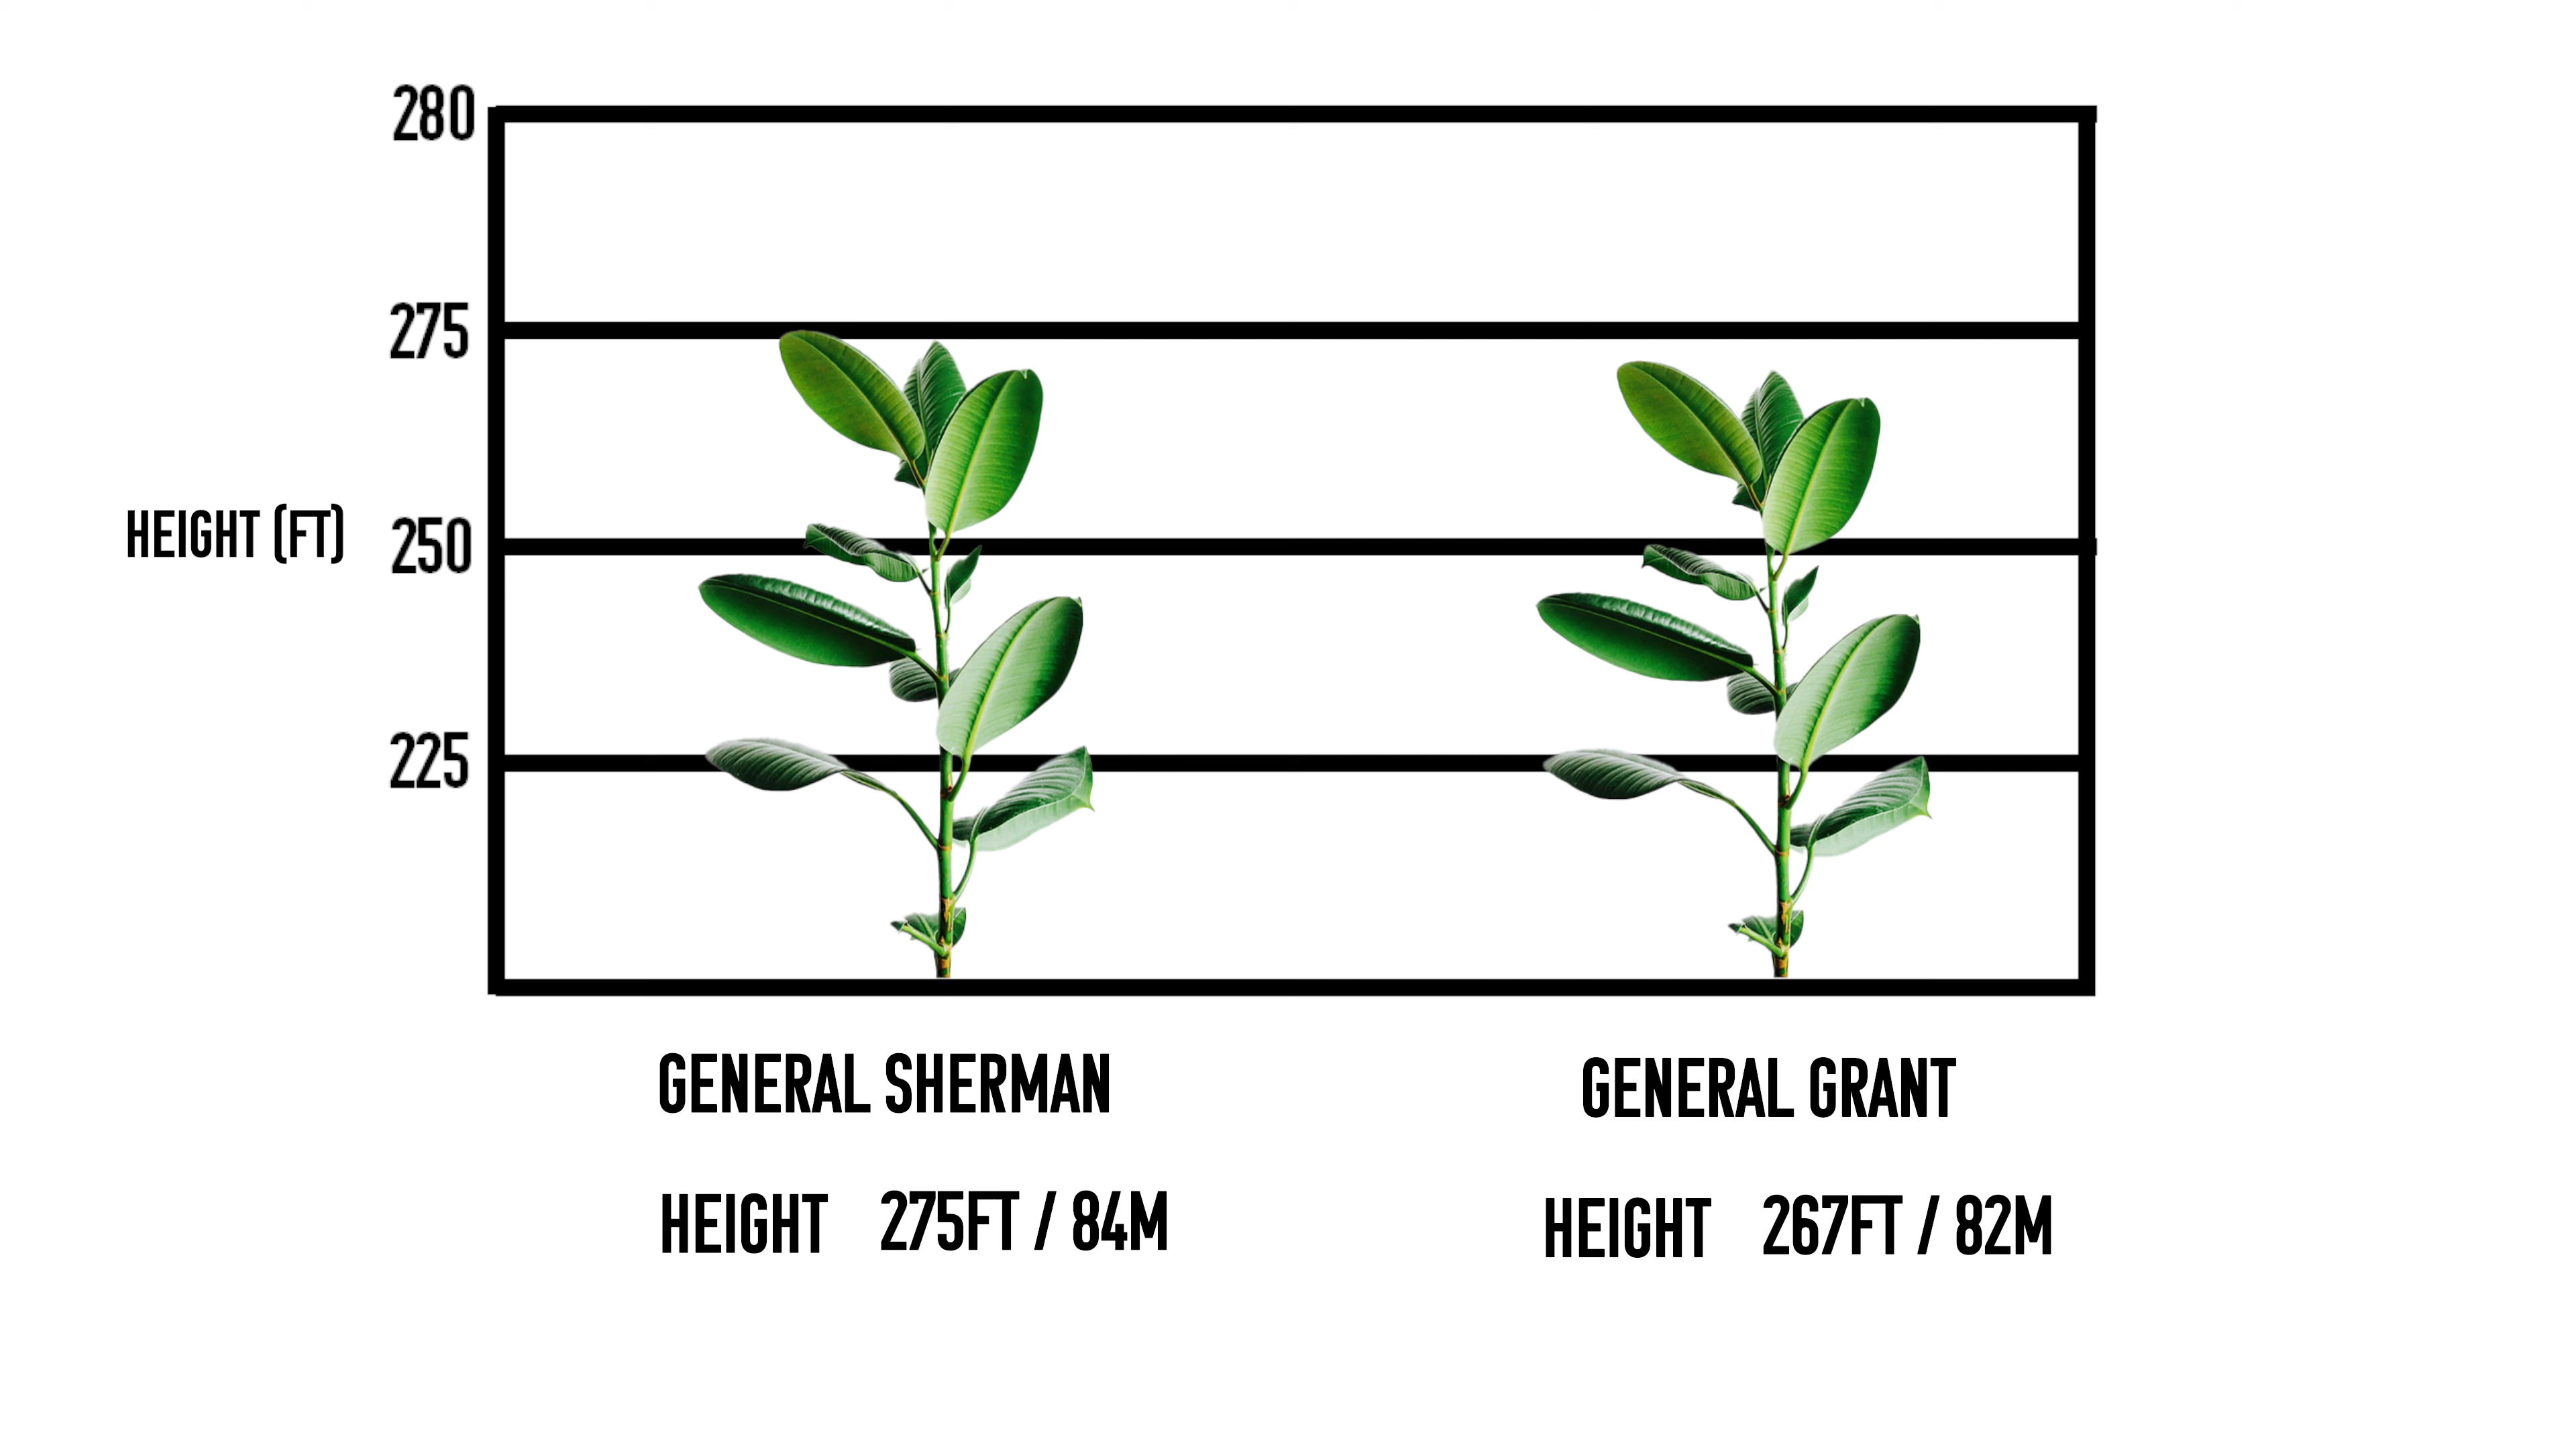 280
275
HEIGHT (FT) 250
225
GENERAL SHERMAN
GENERAL GRANT
HEIGHT 275FT / 84M
HEIGHT 267FT / 82M